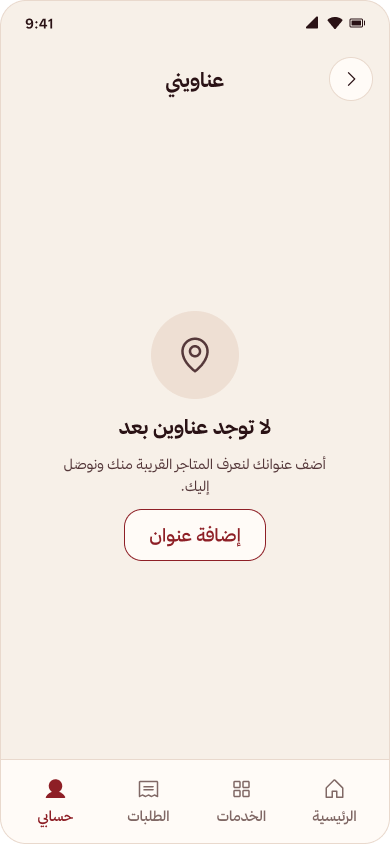 9:41
عناويني
لا توجد عناوين بعد
أضف عنوانك لنعرف المتاجر القريبة منك ونوصل
إليك.
إضافة عنوان
الرئيسية
الخدمات
الطلبات
حسابي